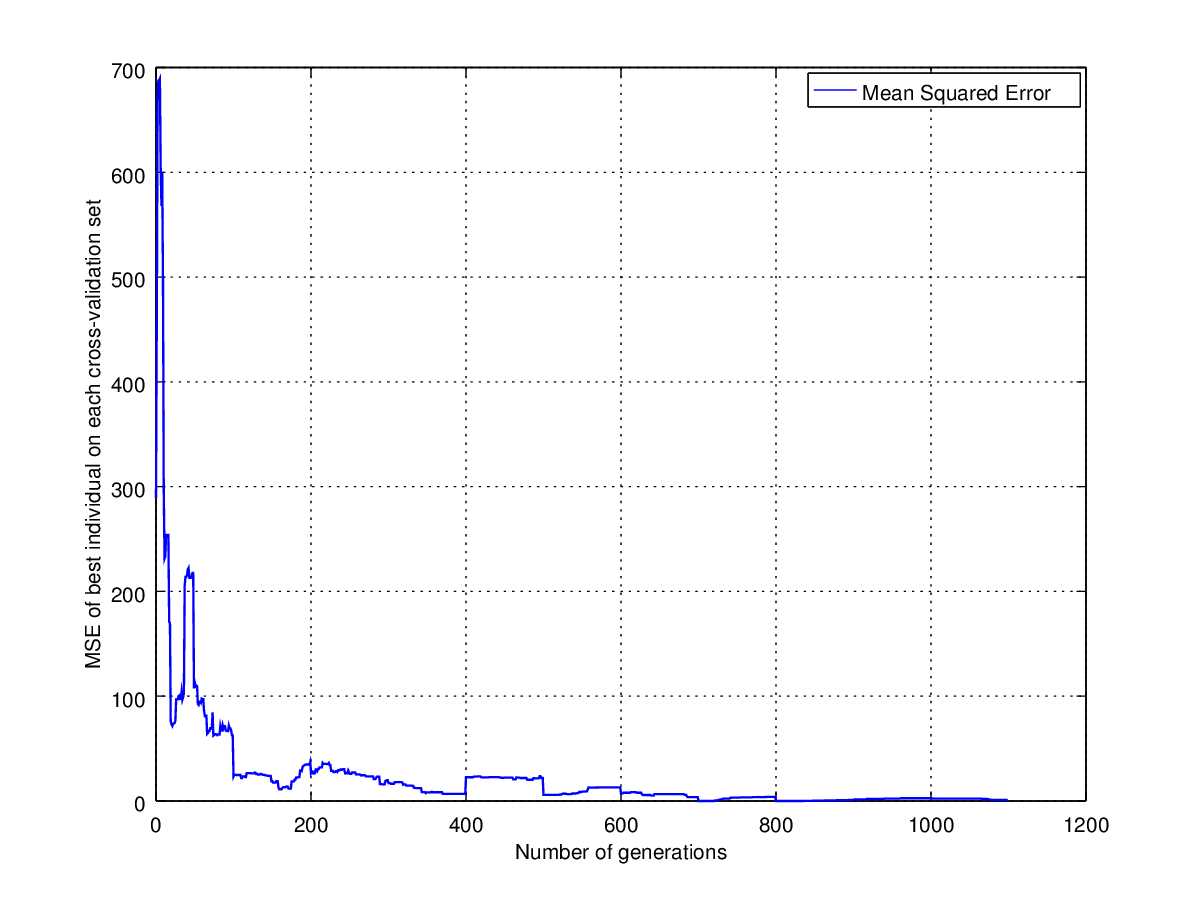 700
600
500
400
300
200
100
0
MSE of best individual on each cross-validation set
Mean Squared Error
0 200 400 600 800 1000 1200
Number of generations